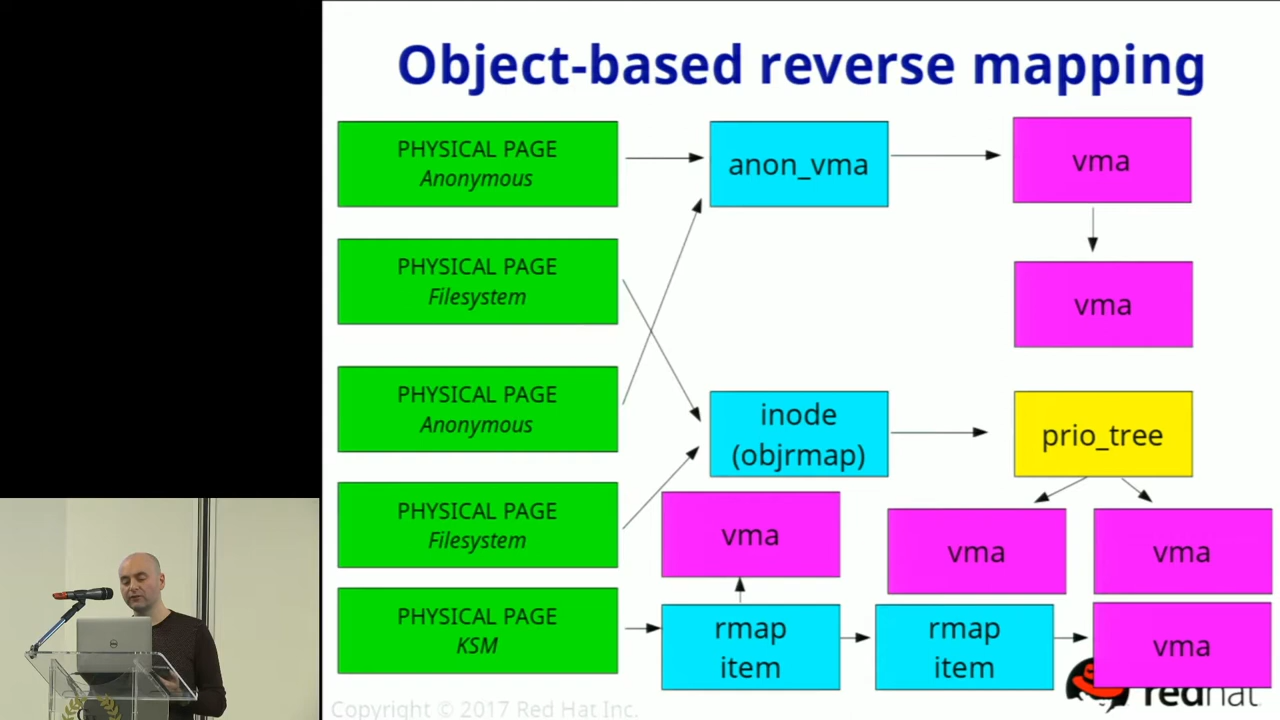 Object-based reverse mapping
PHYSICAL PAGE
Anonymous
anon_vma
vma
PHYSICAL PAGE
Filesystem
vma
PHYSICAL PAGE
Anonymous
inode
(objrmap)
prio_tree
PHYSICAL PAGE
Filesystem
vma
vma
vma
PHYSICAL PAGE
KSM
rmap
item
rmap
item
vma
redhat
Copyright © 2017 Red Hat Inc.